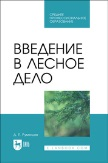 СРЕДНЕЕ
ПРОФЕССИОНАЛЬНОЕ
ОБРАЗОВАНИЕ
ВВЕДЕНИЕ
В ЛЕСНОЕ
ДЕЛО